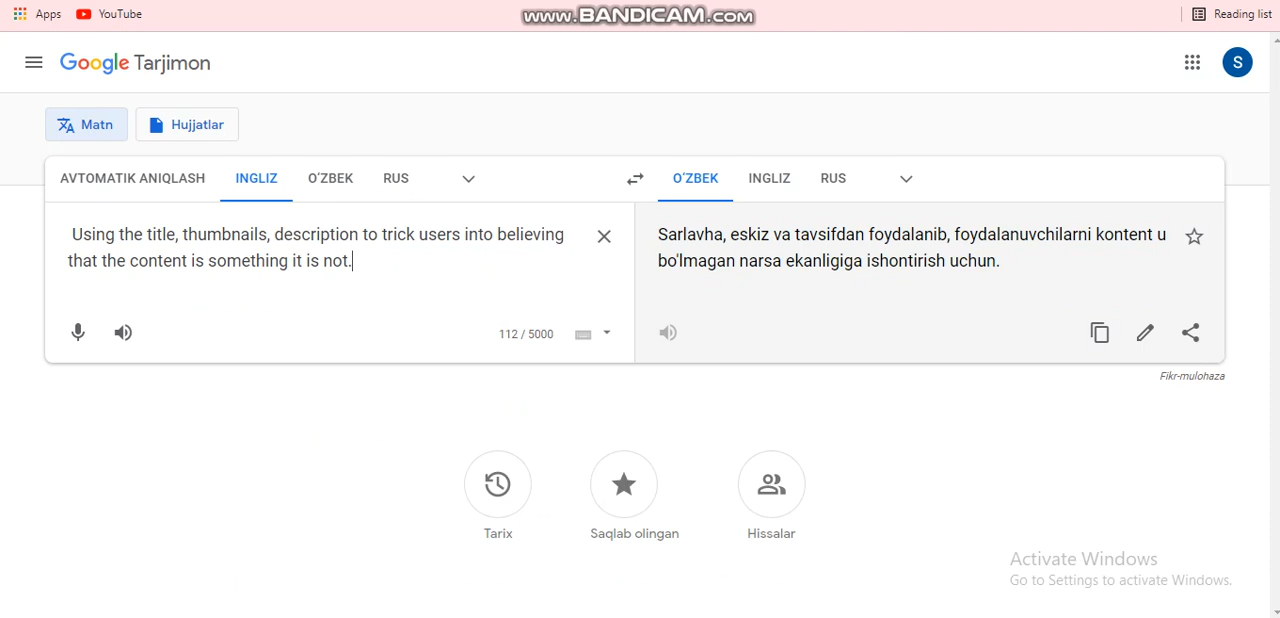 Apps YouTube www.BANDICAM.com Reading list
Google Tarjimon S
Matn Hujjatlar
AVTOMATIK ANIQLASH INGLIZ O‘ZBEK RUS O‘ZBEK INGLIZ RUS
Using the title, thumbnails, description to trick users into believing
that the content is something it is not.
Sarlavha, eskiz va tavsifdan foydalanib, foydalanuvchilarni kontent u
bo'lmagan narsa ekanligiga ishontirish uchun.
112 / 5000
Fikr-mulohaza
Tarix Saqlab olingan Hissalar
Activate Windows
Go to Settings to activate Windows.